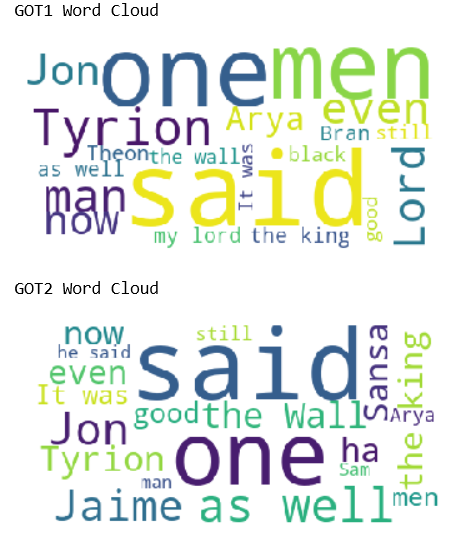 GOT1 Word Cloud
Jon one men
Tyrion Arya even
Bran still
Theon the wall It was black
as well said Lord
man
now good
my lord the king
GOT2 Word Cloud
now still
he said said Sansa
even the king
It was good the Wall Arya
Jon one ha
Tyrion Sam
man men
Jaime as well